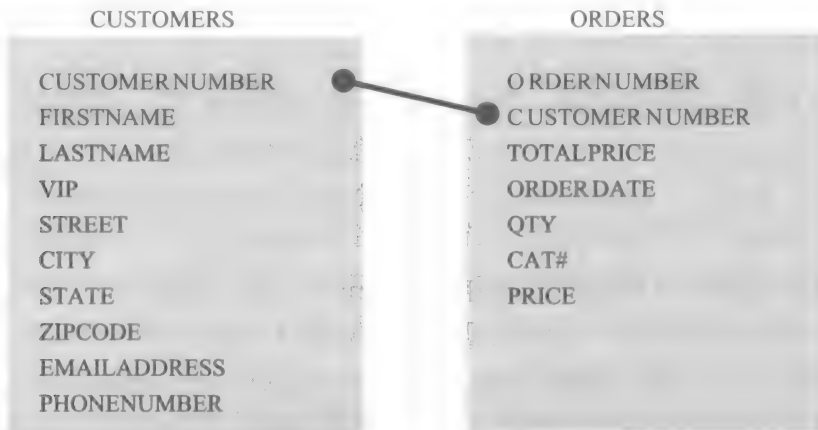 CUSTOMERS
CUSTOMERNUMBER
FIRSTNAME
LASTNAME
VIP
STREET
CITY
STATE
ZIPCODE
EMAILADDRESS
PHONENUMBER
ORDERS
ORDERNUMBER
CUSTOMERNUMBER
TOTALPRICE
ORDERDATE
QTY
CAT#
PRICE